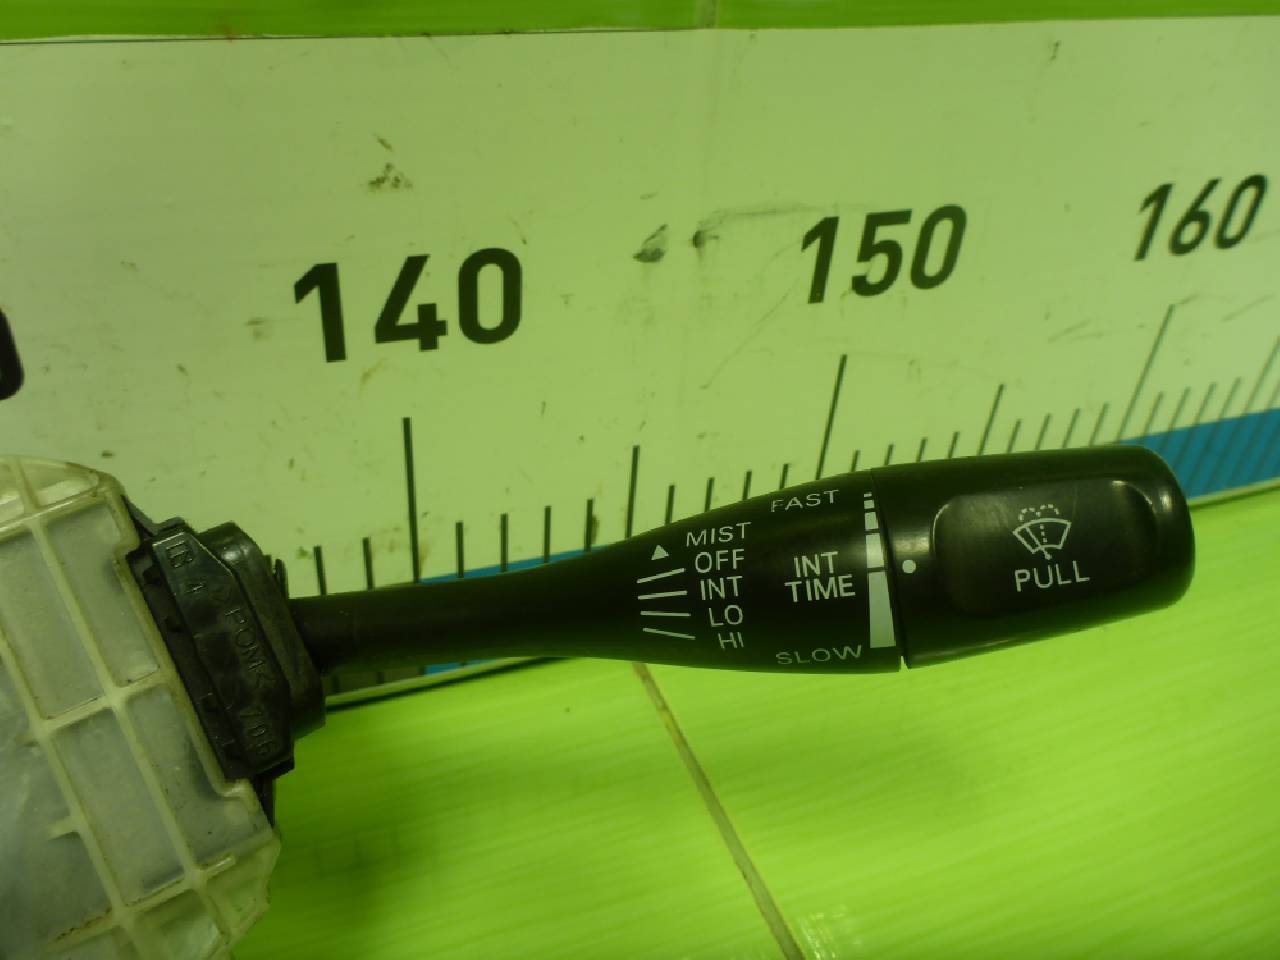 140
150
160
FAST
MIST
OFF
INT
LO
HI
INT
TIME
SLOW
PULL